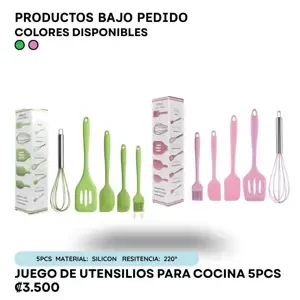 PRODUCTOS BAJO PEDIDO
COLORES DISPONIBLES
5PCS MATERIAL: SILICON RESITENCIA: 220°
JUEGO DE UTENSILIOS PARA COCINA 5PCS
₡3.500